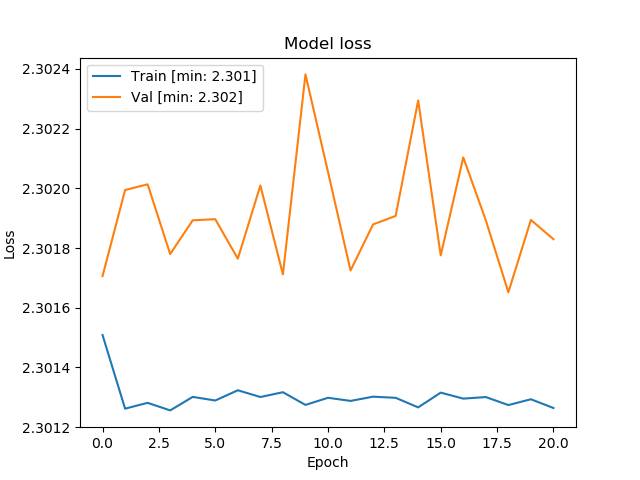 Model loss
Train [min: 2.301]
Val [min: 2.302]
Loss
2.3024
2.3022
2.3020
2.3018
2.3016
2.3014
2.3012
0.0 2.5 5.0 7.5 10.0 12.5 15.0 17.5 20.0
Epoch